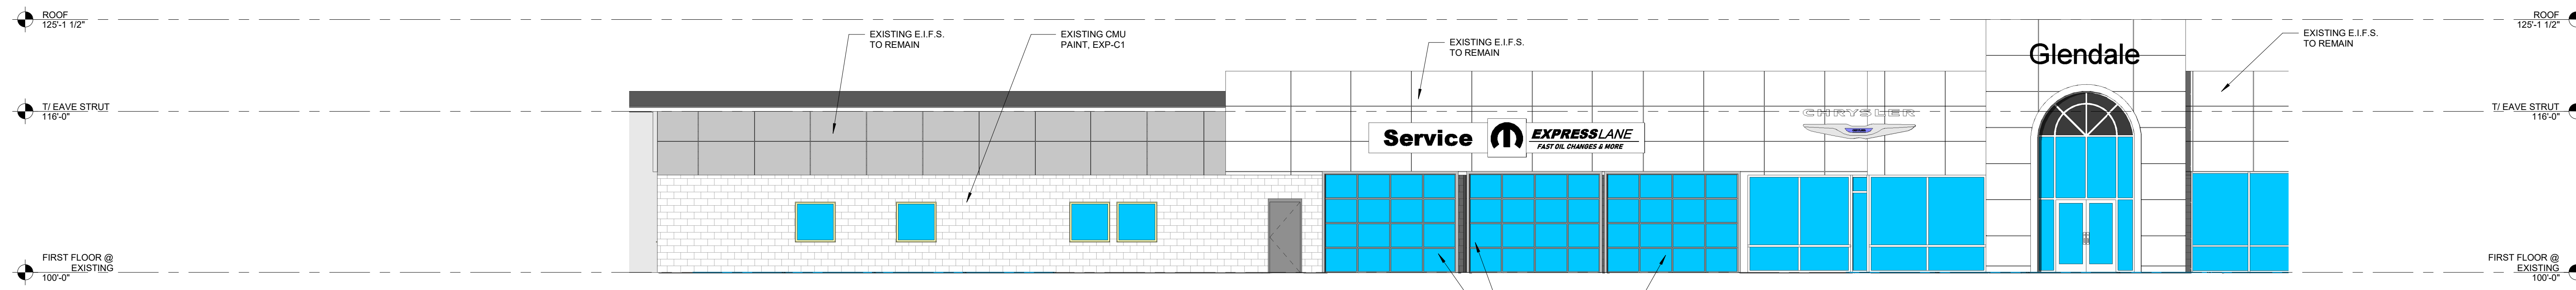 ROOF
125'-1 1/2"
T/ EAVE STRUT
116'-0"
FIRST FLOOR @
EXISTING
100'-0"
EXISTING E.I.F.S.
TO REMAIN
EXISTING CMU
PAINT, EXP-C1
EXISTING E.I.F.S.
TO REMAIN
Service
EXPRESSLANE
FAST OIL CHANGES & MORE
CHRYSLER
Glendale
EXISTING E.I.F.S.
TO REMAIN
ROOF
125'-1 1/2"
T/ EAVE STRUT
116'-0"
FIRST FLOOR @
EXISTING
100'-0"